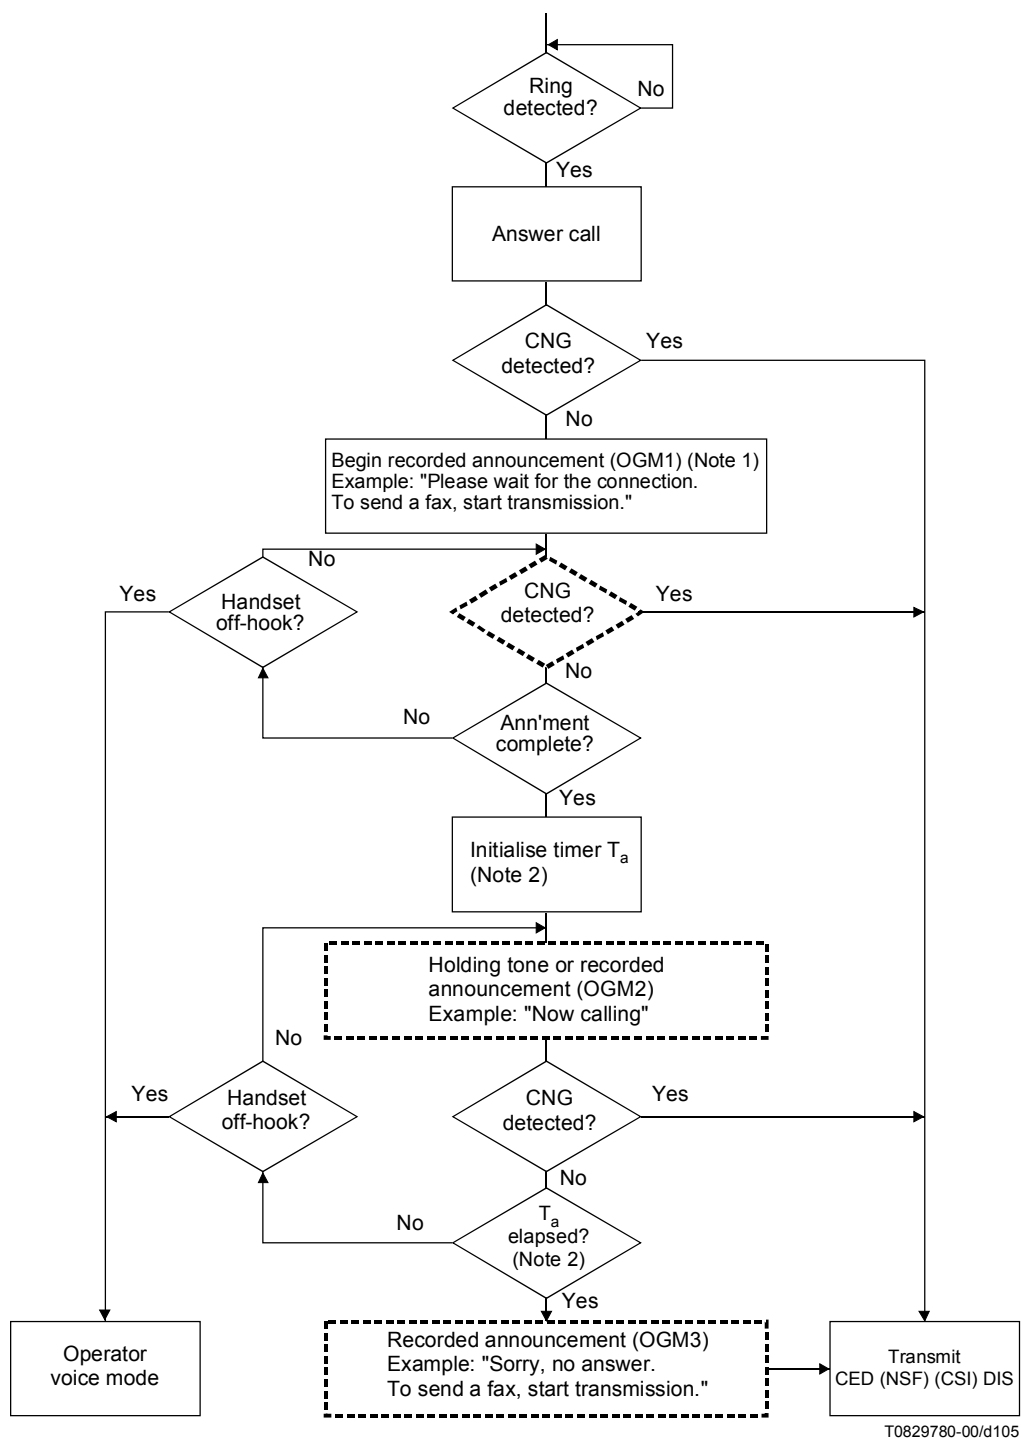 Ring
detected?
No
Yes
Answer call
CNG
detected?
Yes
No
Begin recorded announcement (OGM1) (Note 1)
Example: "Please wait for the connection.
To send a fax, start transmission."
No
Yes
Handset
off-hook?
CNG
detected?
Yes
No
No
Ann'ment
complete?
Yes
Initialise timer Ta
(Note 2)
Holding tone or recorded
announcement (OGM2)
Example: "Now calling"
No
Yes
Handset
off-hook?
CNG
detected?
Yes
No
No
Ta
elapsed?
(Note 2)
Yes
Operator
voice mode
Recorded announcement (OGM3)
Example: "Sorry, no answer.
To send a fax, start transmission."
Transmit
CED (NSF) (CSI) DIS
T0829780-00/d105